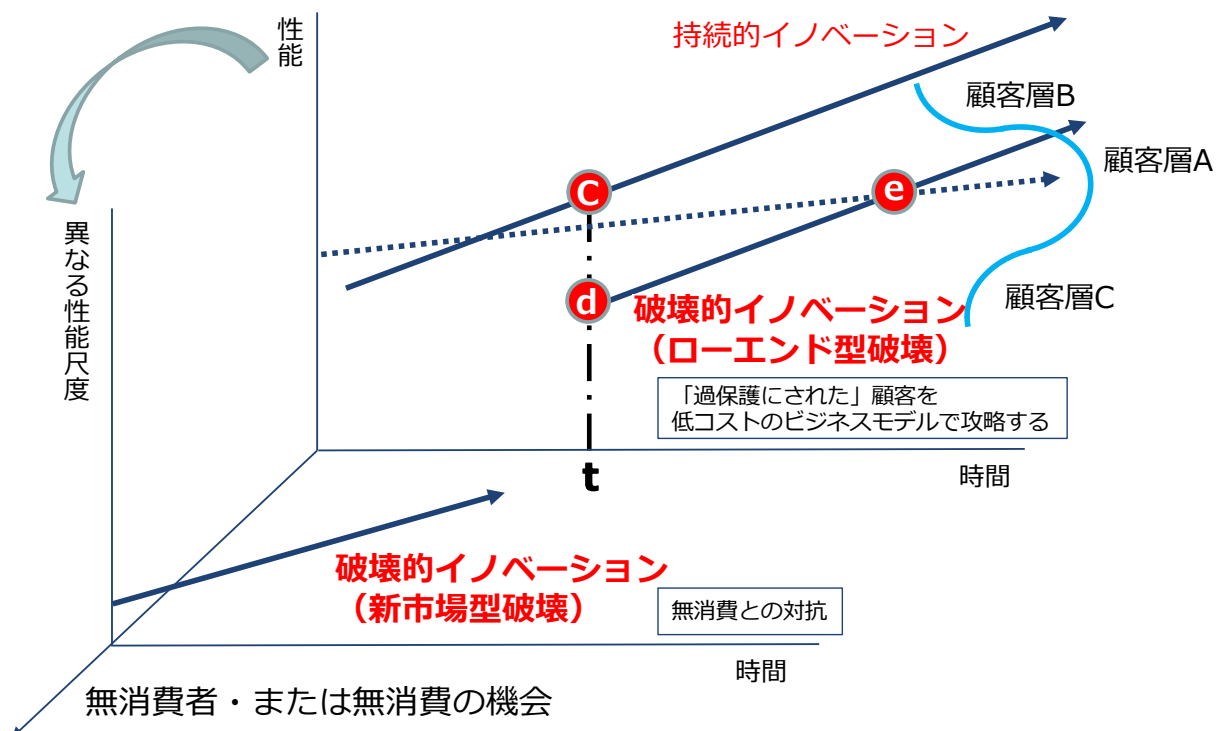 性能
持続的イノベーション
顧客層B
顧客層A
C
e
異なる性能尺度
d
破壊的イノベーション
（ローエンド型破壊）
顧客層C
「過保護にされた」顧客を
低コストのビジネスモデルで攻略する
t
時間
破壊的イノベーション
（新市場型破壊）
無消費との対抗
時間
無消費者・または無消費の機会